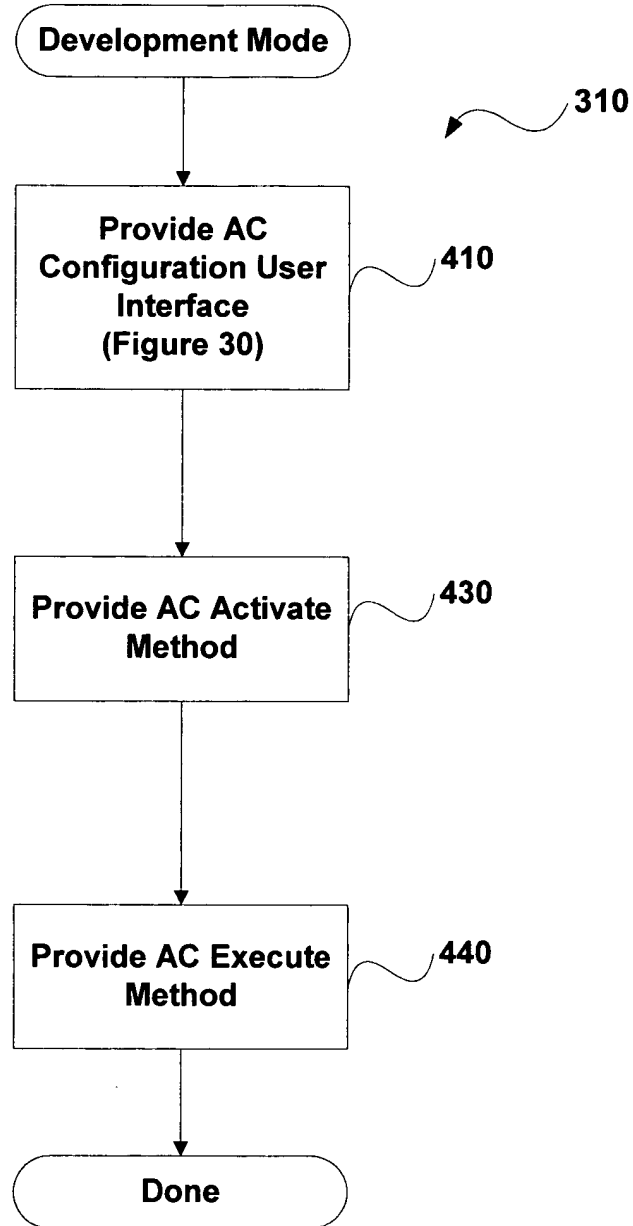 Development Mode
310
Provide AC
Configuration User
Interface
(Figure 30)
410
Provide AC Activate
Method
430
Provide AC Execute
Method
440
Done